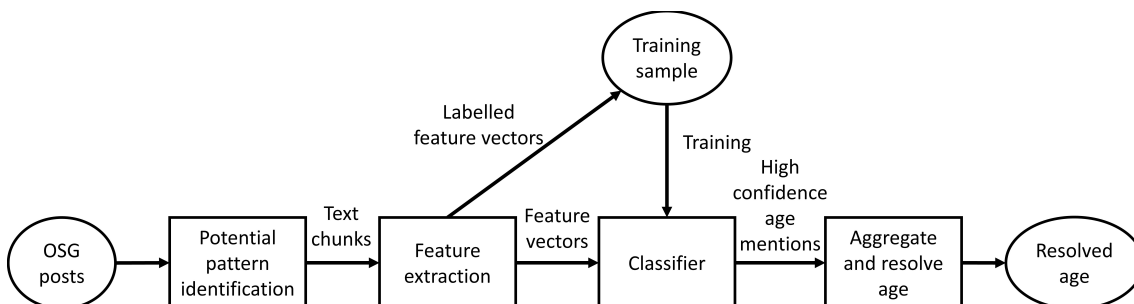 Training
sample
Labelled
feature vectors
Training
High
confidence
age
mentions
Text
chunks
Feature
vectors
OSG
posts
Potential
pattern
identification
Feature
extraction
Classifier
Aggregate
and resolve
age
Resolved
age